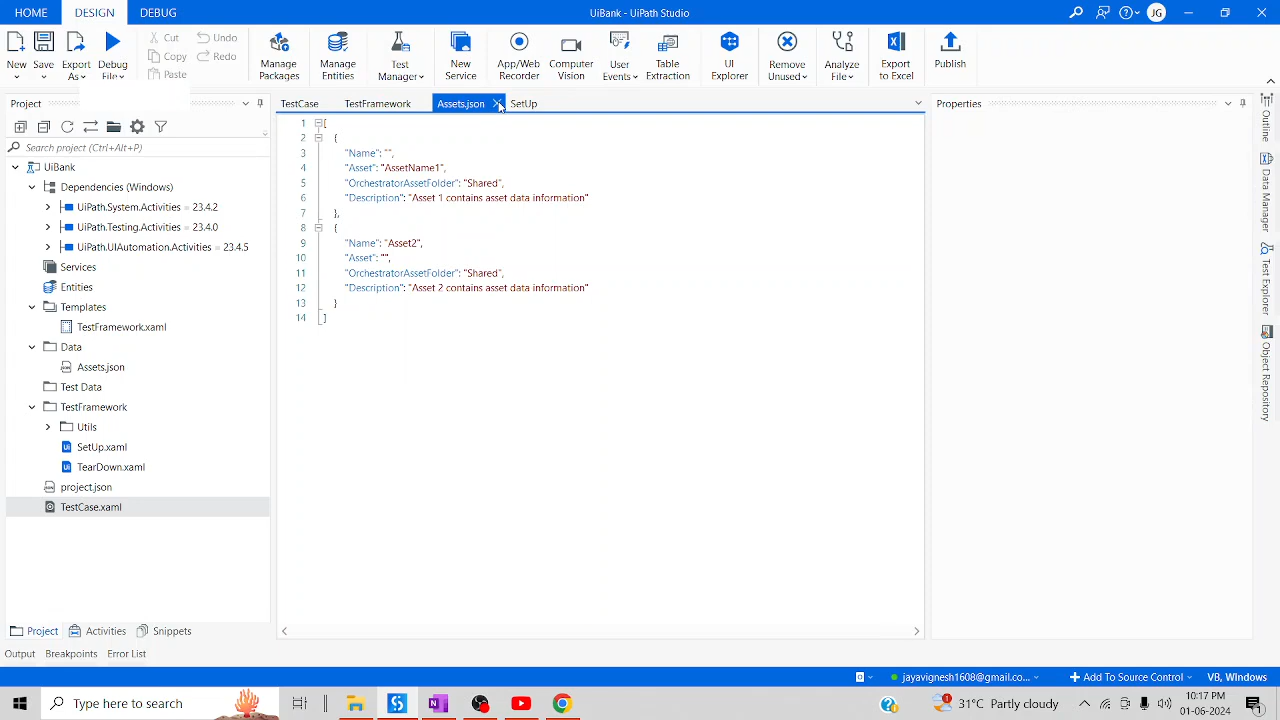 HOME DESIGN DEBUG UiBank - UiPath Studio JG
New Save Export As Debug File Cut Copy Paste Undo Redo Manage Packages Manage Entities Test Manager New Service App/Web Recorder Computer Vision User Events Table Extraction UI Explorer Remove Unused Analyze File Export to Excel Publish
Project TestCase TestFramework Assets.json SetUp Properties
Search project (Ctrl+Alt+P)
UiBank
Dependencies (Windows)
UiPath.System.Activities = 23.4.2
UiPath.Testing.Activities = 23.4.0
UiPath.UIAutomation.Activities = 23.4.5
Services
Entities
Templates
TestFramework.xaml
Data
Assets.json
Test Data
TestFramework
Utils
SetUp.xaml
TearDown.xaml
project.json
TestCase.xaml
1 [
2 {
3 "Name": "",
4 "Asset": "AssetName1",
5 "OrchestratorAssetFolder": "Shared",
6 "Description": "Asset 1 contains asset data information"
7 },
8 {
9 "Name": "Asset2",
10 "Asset": "",
11 "OrchestratorAssetFolder": "Shared",
12 "Description": "Asset 2 contains asset data information"
13 }
14 ]
Outline
Data Manager
Test Explorer
Object Repository
Project Activities Snippets
Output Breakpoints Error List
jayavignesh1608@gmail.co... Add To Source Control VB, Windows
Type here to search 31°C Partly cloudy 10:17 PM
01-06-2024